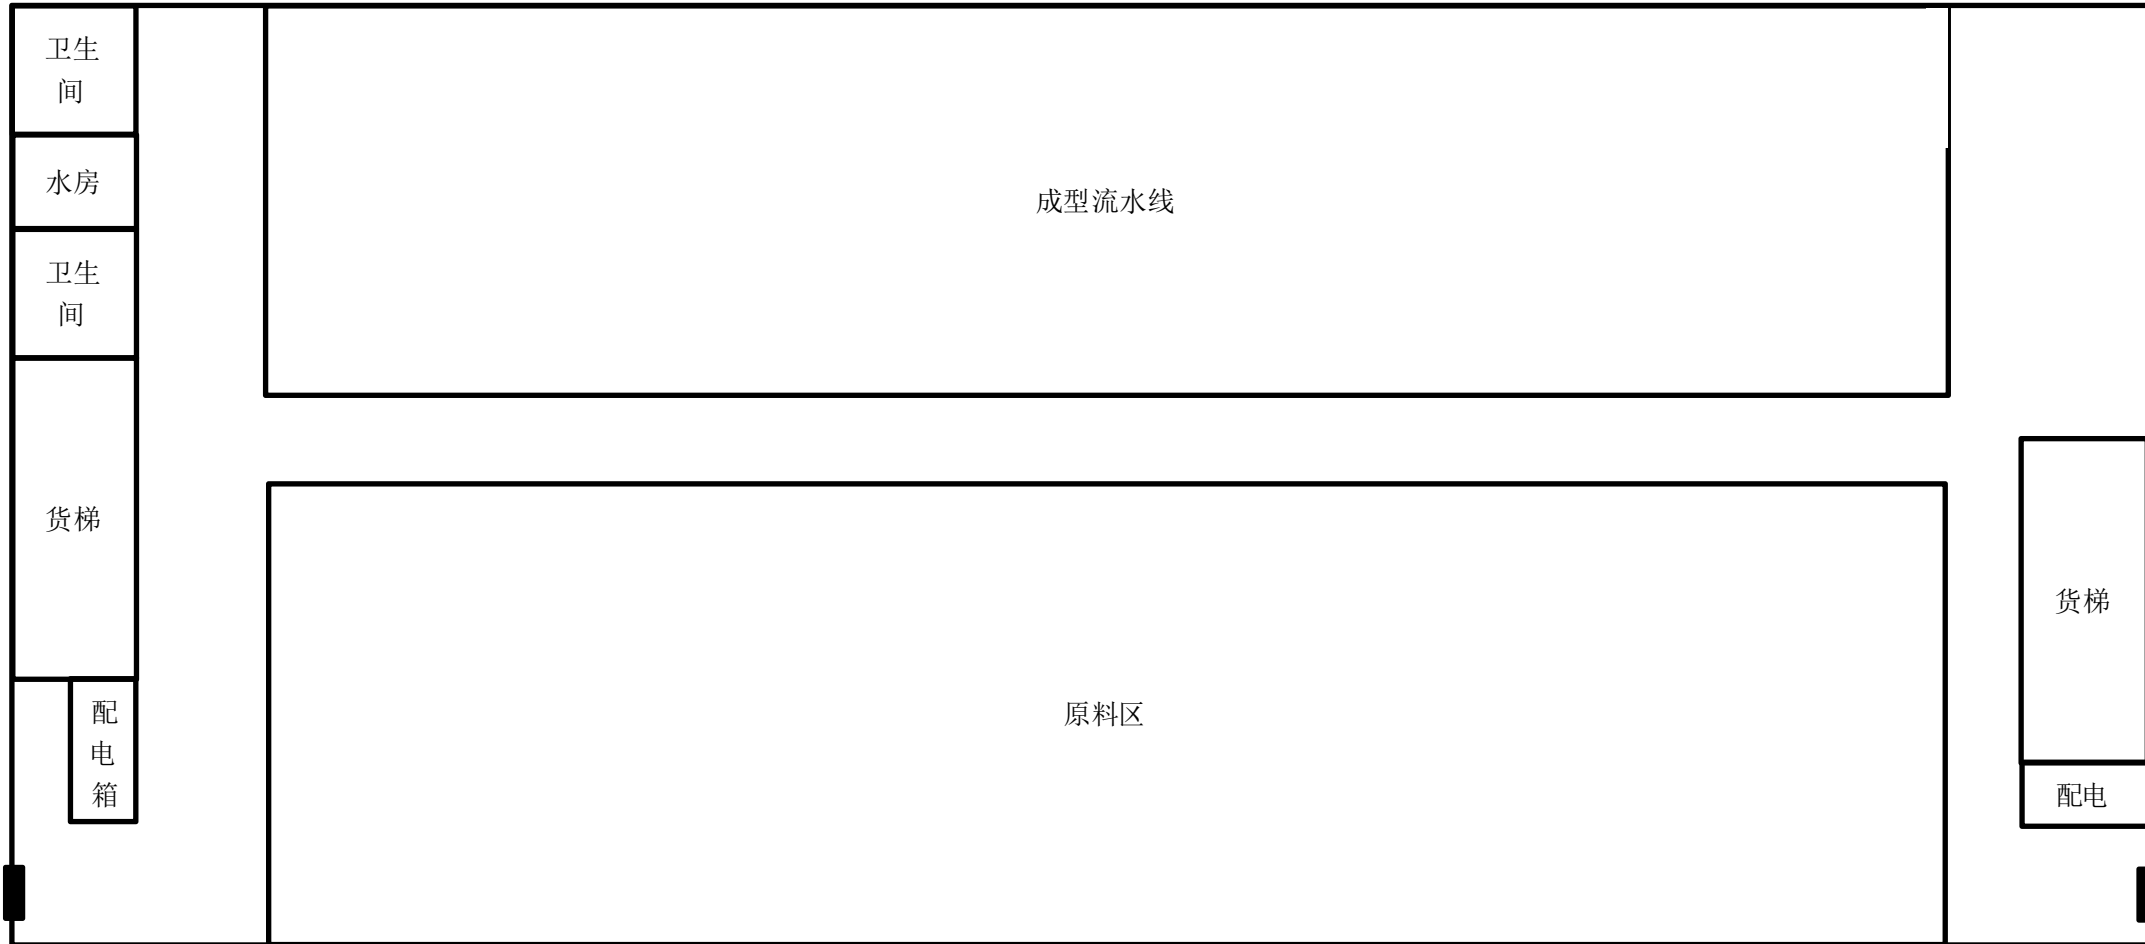 卫生
间
水房
卫生
间
货梯
配
电
箱
成型流水线
原料区
货梯
配电